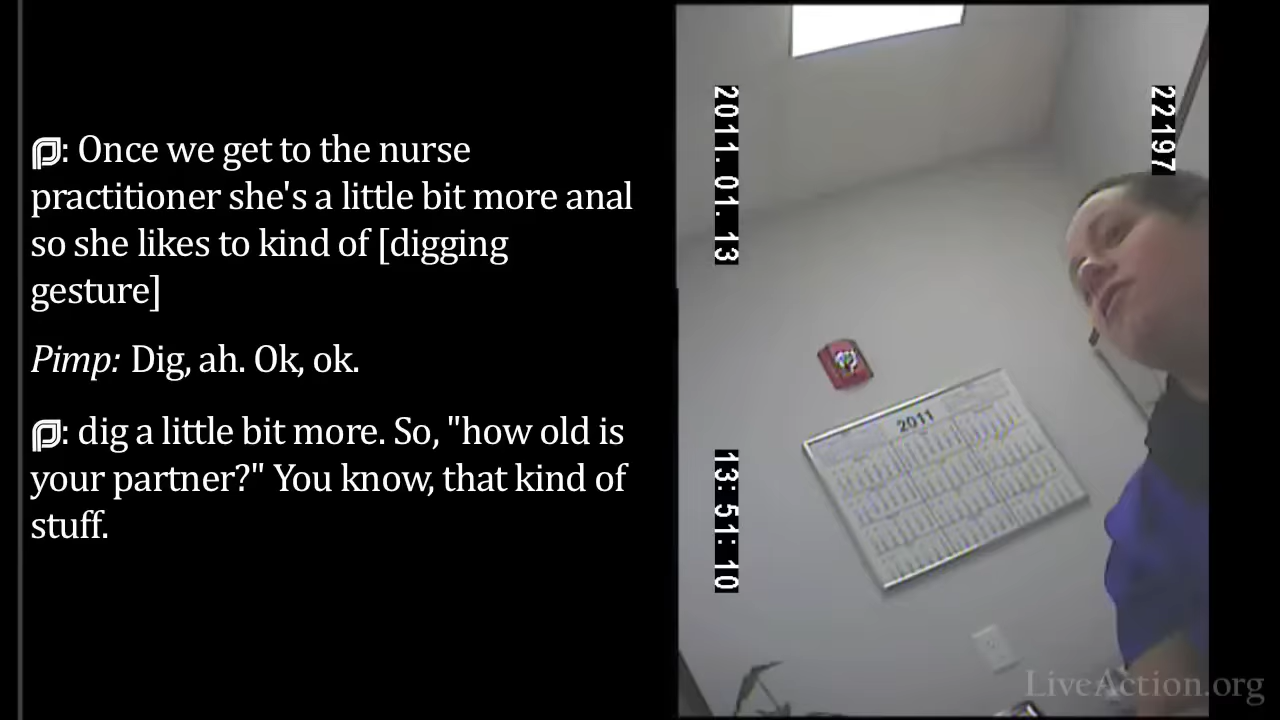 : Once we get to the nurse
practitioner she's a little bit more anal
so she likes to kind of [digging
gesture]
Pimp: Dig, ah. Ok, ok.
: dig a little bit more. So, "how old is
your partner?" You know, that kind of
stuff.
2011. 01. 13
22197
13: 51: 10
2011
LiveAction.org